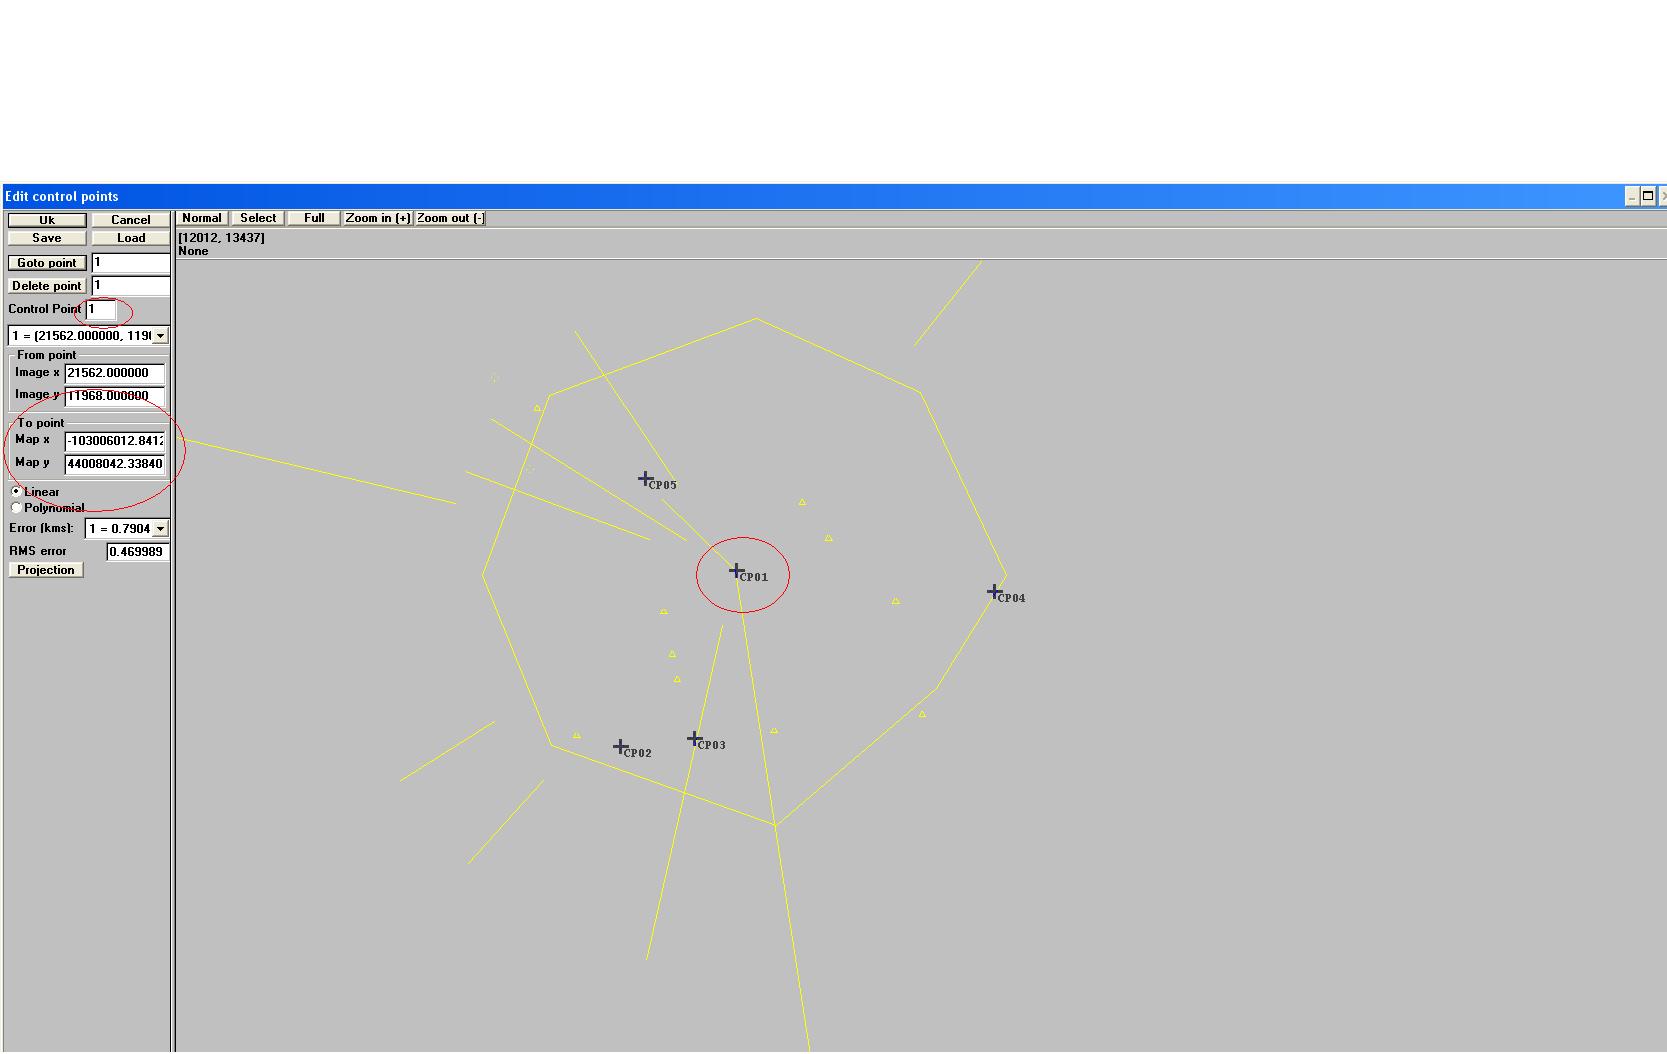 Edit control points
Uk Cancel Normal Select Full Zoom in (+) Zoom out (-)
Save Load [12012, 13437]
None
Goto point 1
Delete point 1
Control Point 1
1 = (21562.000000, 119
From point
Image x 21562.000000
Image y 11968.000000
To point
Map x -103006012.8412
Map y 44008042.33840
Linear
Polynomial
Error (kms): 1 = 0.7904
RMS error 0.469989
Projection
CP05
CP01
CP04
CP03
CP02